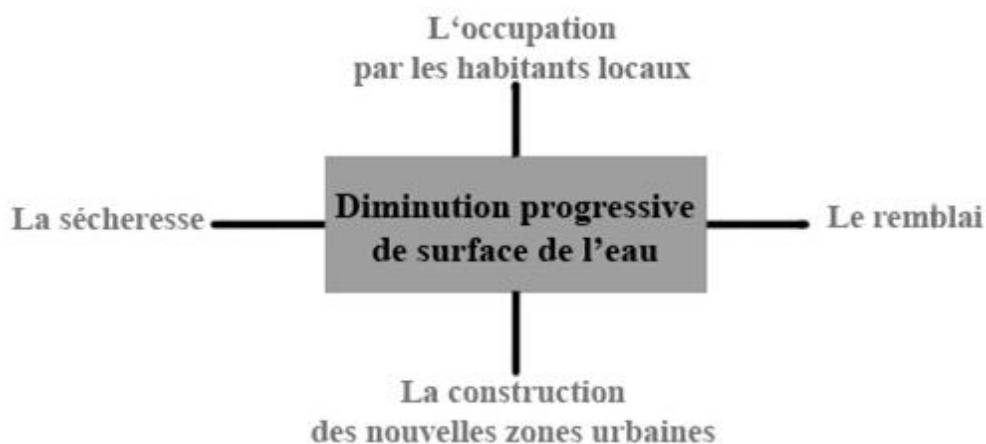 L‘occupation
par les habitants locaux
La sécheresse
Diminution progressive
de surface de l’eau
Le remblai
La construction
des nouvelles zones urbaines